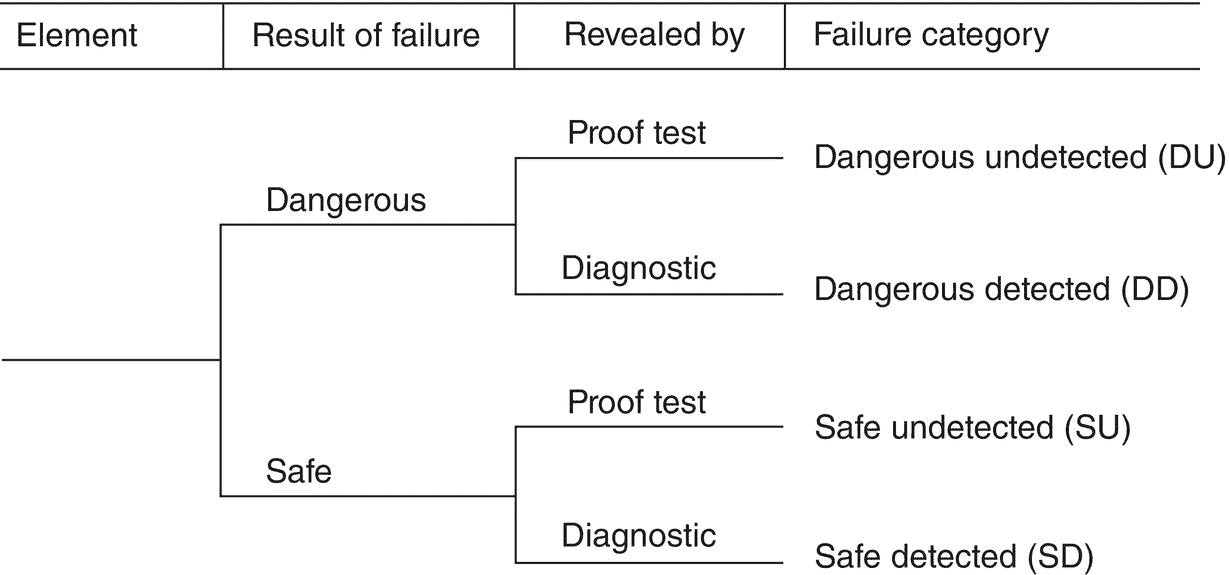 Element Result of failure Revealed by Failure category
Proof test
Dangerous undetected (DU)
Dangerous
Diagnostic
Dangerous detected (DD)
Proof test
Safe undetected (SU)
Safe
Diagnostic
Safe detected (SD)